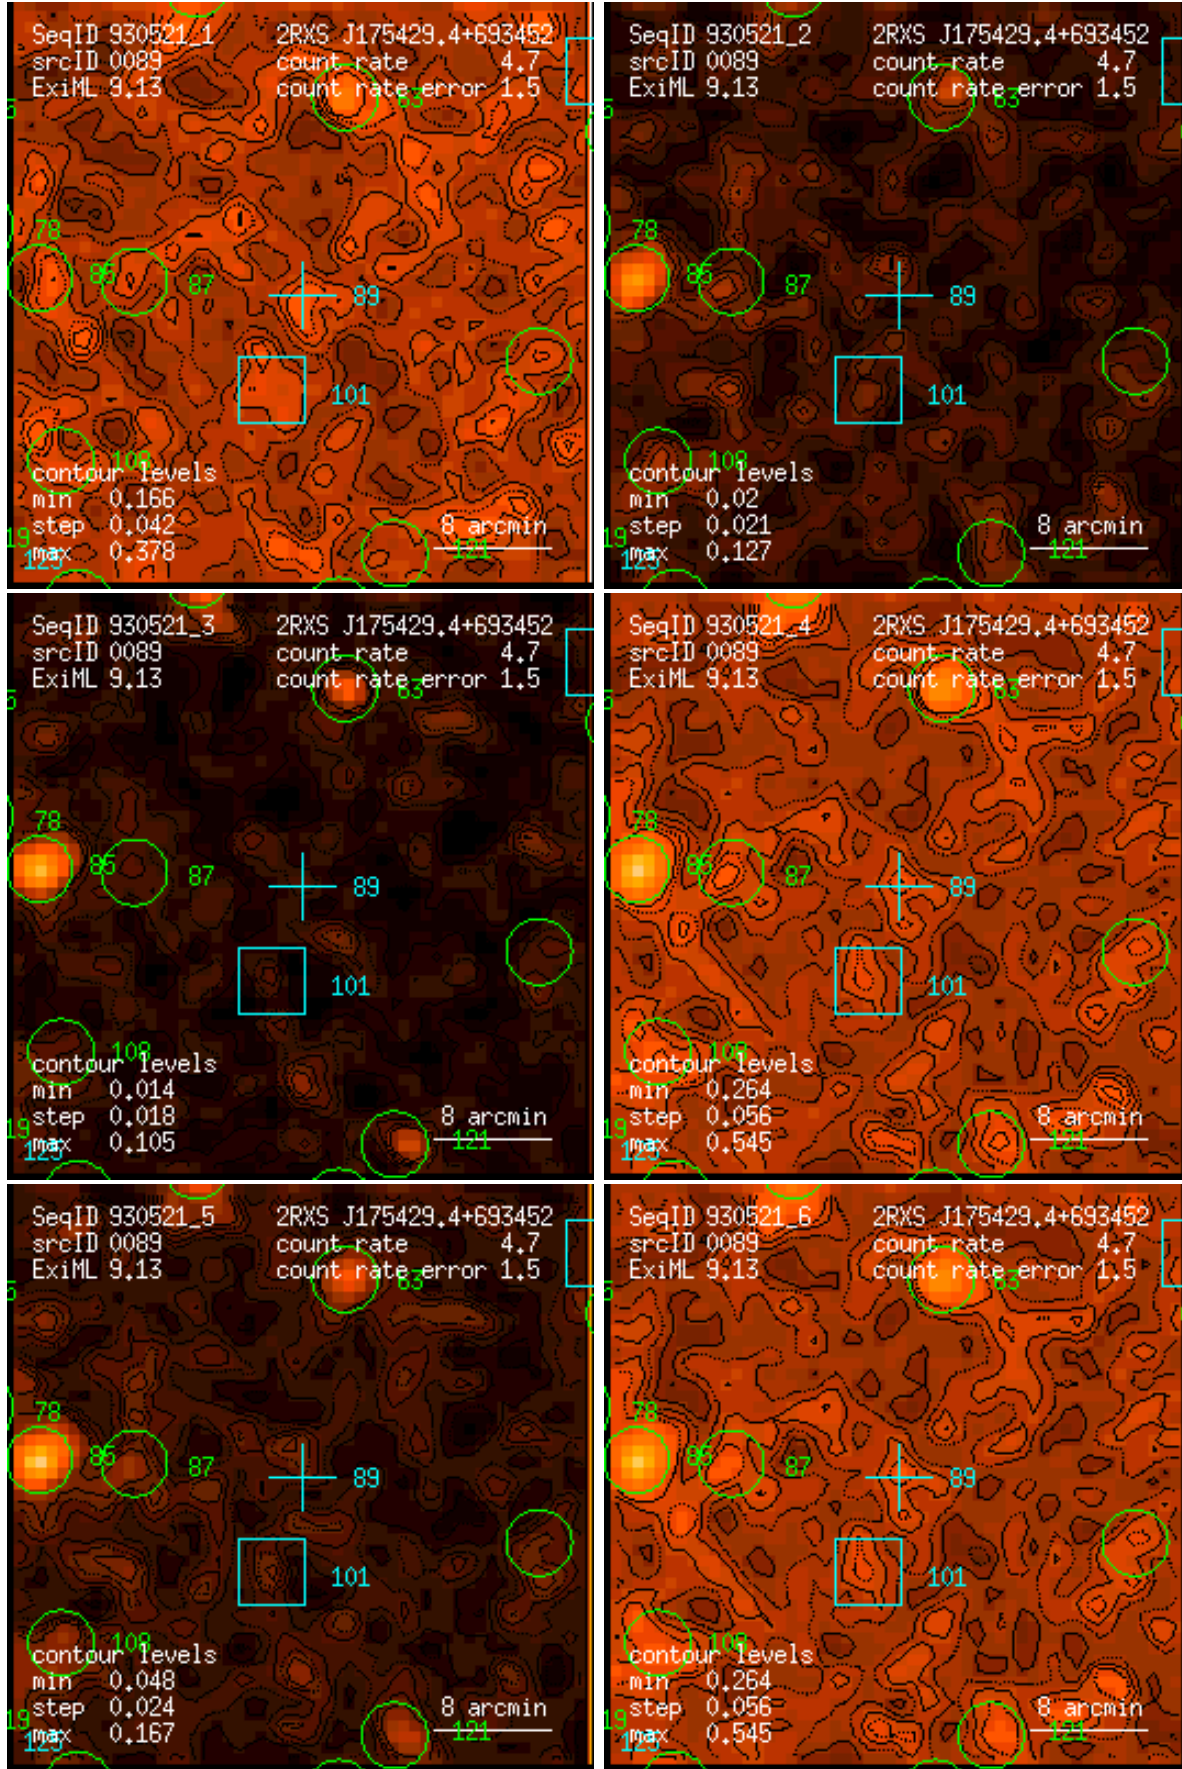 SeqID 930521_1 2RXS J175429.4+693452
srcID 0089 count rate 4.7
ExiML 9.13 count rate error 1.5
63
78
86 87 89
101
108
contour levels
min 0.166
step 0.042
max 0.378
8 arcmin
19 121
SeqID 930521_2 2RXS J175429.4+693452
srcID 0089 count rate 4.7
ExiML 9.13 count rate error 1.5
63
78
87 89
101
108
contour levels
min 0.02
step 0.021
max 0.127
8 arcmin
19 121
SeqID 930521_3 2RXS J175429.4+693452
srcID 0089 count rate 4.7
ExiML 9.13 count rate error 1.5
63
78
87 89
101
108
contour levels
min 0.014
step 0.018
max 0.105
8 arcmin
19 121
SeqID 930521_4 2RXS J175429.4+693452
srcID 0089 count rate 4.7
ExiML 9.13 count rate error 1.5
63
78
87 89
101
108
contour levels
min 0.264
step 0.056
max 0.545
8 arcmin
19 121
SeqID 930521_5 2RXS J175429.4+693452
srcID 0089 count rate 4.7
ExiML 9.13 count rate error 1.5
63
78
87 89
101
108
contour levels
min 0.048
step 0.024
max 0.167
8 arcmin
19 121
SeqID 930521_6 2RXS J175429.4+693452
srcID 0089 count rate 4.7
ExiML 9.13 count rate error 1.5
63
78
87 89
101
108
contour levels
min 0.264
step 0.056
max 0.545
8 arcmin
19 121